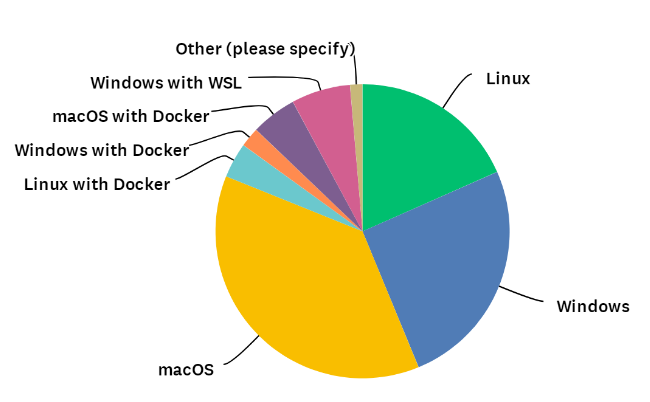 Other (please specify)
Linux
Windows with WSL
macOS with Docker
Windows with Docker
Linux with Docker
Windows
macOS